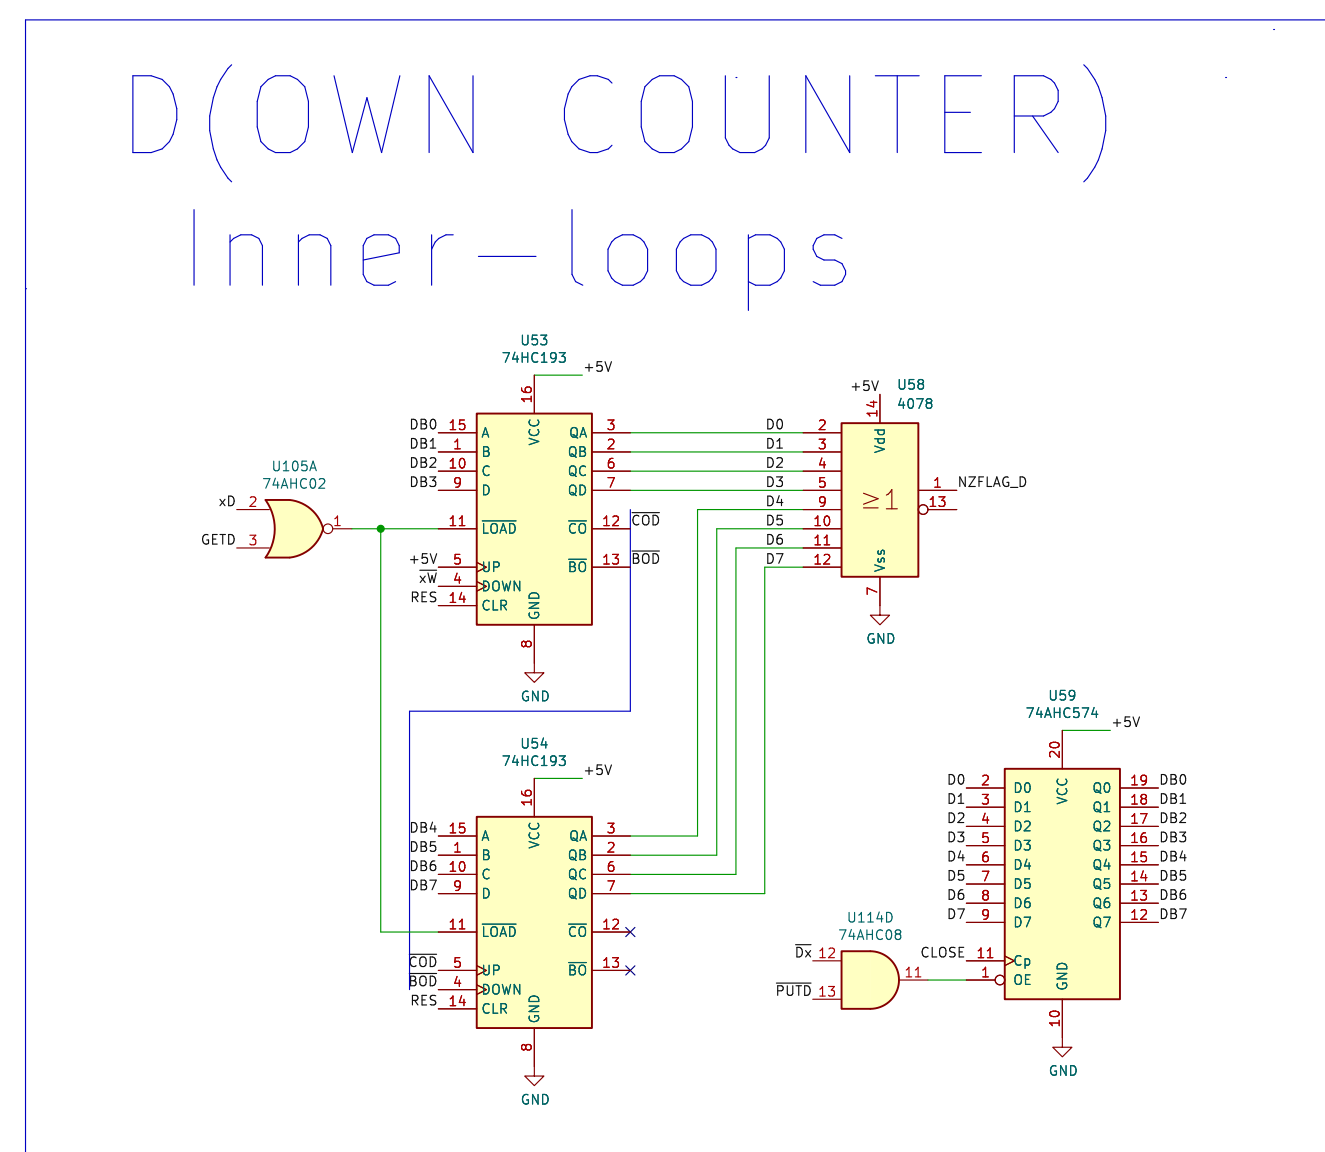 D(OWN COUNTER)
Inner-loops
U53
74HC193
+5V
16
VCC
DB0 15 A QA 3
DB1 1 B QB 2
DB2 10 C QC 6
DB3 9 D QD 7
11 LOAD CO 12 COD
+5V 5 UP BO 13 BOD
xW 4 DOWN
RES 14 CLR
GND
8
GND
U105A
74AHC02
xD 2
1
GETD 3
U58
4078
+5V
14
Vdd
D0 2
D1 3
D2 4
D3 5
D4 9
D5 10
D6 11
D7 12
≥1
1 NZFLAG_D
13
Vss
7
GND
U54
74HC193
+5V
16
VCC
DB4 15 A QA 3
DB5 1 B QB 2
DB6 10 C QC 6
DB7 9 D QD 7
11 LOAD CO 12
COD 5 UP BO 13
BOD 4 DOWN
RES 14 CLR
GND
8
GND
U59
74AHC574
+5V
20
VCC
D0 2 D0 Q0 19 DB0
D1 3 D1 Q1 18 DB1
D2 4 D2 Q2 17 DB2
D3 5 D3 Q3 16 DB3
D4 6 D4 Q4 15 DB4
D5 7 D5 Q5 14 DB5
D6 8 D6 Q6 13 DB6
D7 9 D7 Q7 12 DB7
CLOSE 11 Cp
1 OE
GND
10
GND
U114D
74AHC08
Dx 12
11
PUTD 13